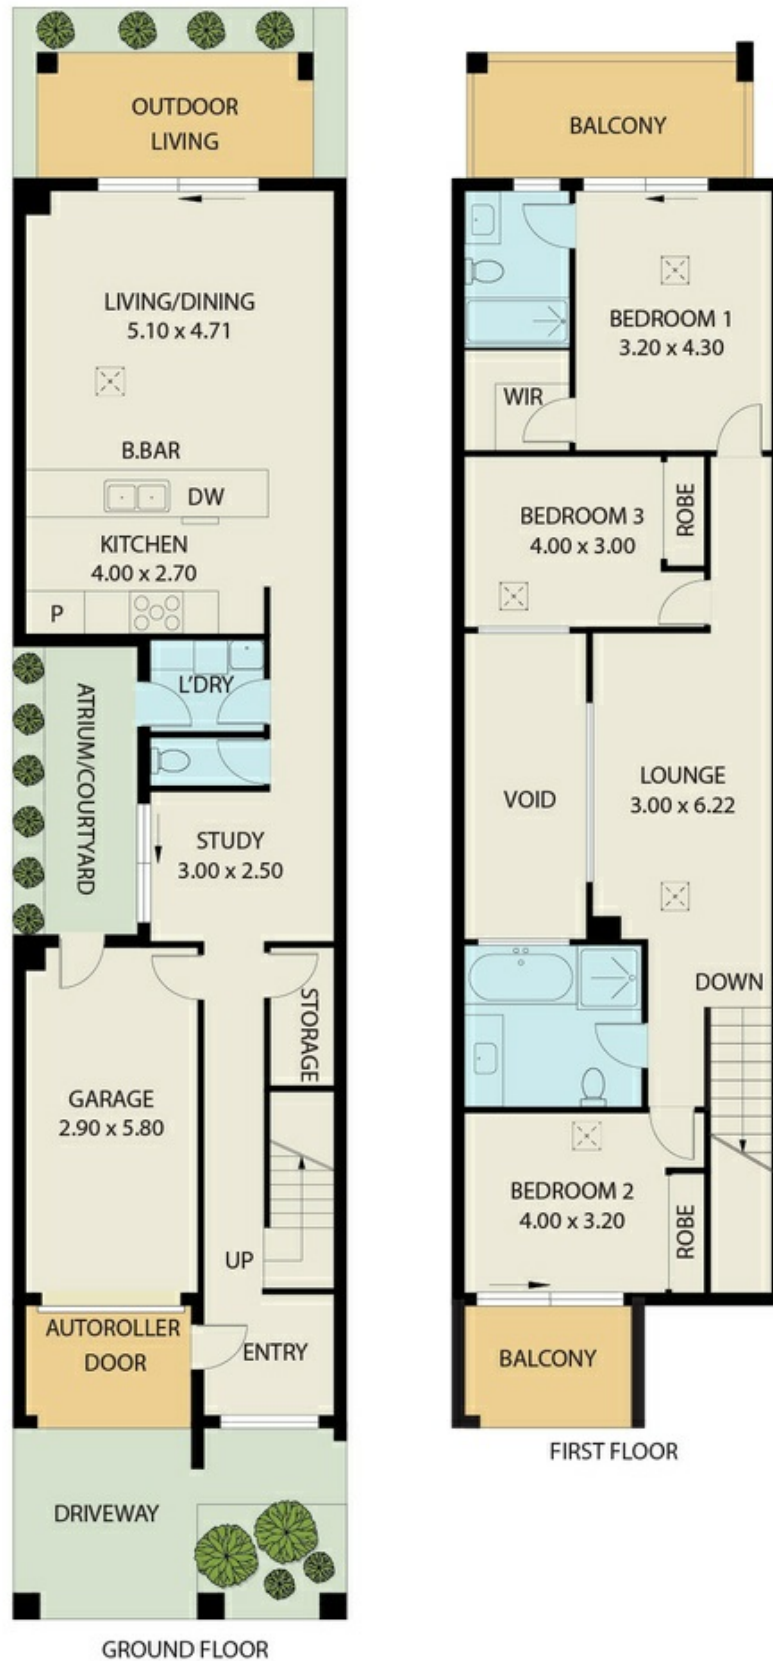 OUTDOOR
LIVING
LIVING/DINING
5.10 x 4.71
B.BAR
DW
KITCHEN
4.00 x 2.70
P
L'DRY
ATRIUM/COURTYARD
STUDY
3.00 x 2.50
STORAGE
GARAGE
2.90 x 5.80
UP
AUTOROLLER
DOOR
ENTRY
DRIVEWAY
GROUND FLOOR
BALCONY
BEDROOM 1
3.20 x 4.30
WIR
BEDROOM 3
4.00 x 3.00
ROBE
VOID
LOUNGE
3.00 x 6.22
DOWN
BEDROOM 2
4.00 x 3.20
ROBE
BALCONY
FIRST FLOOR